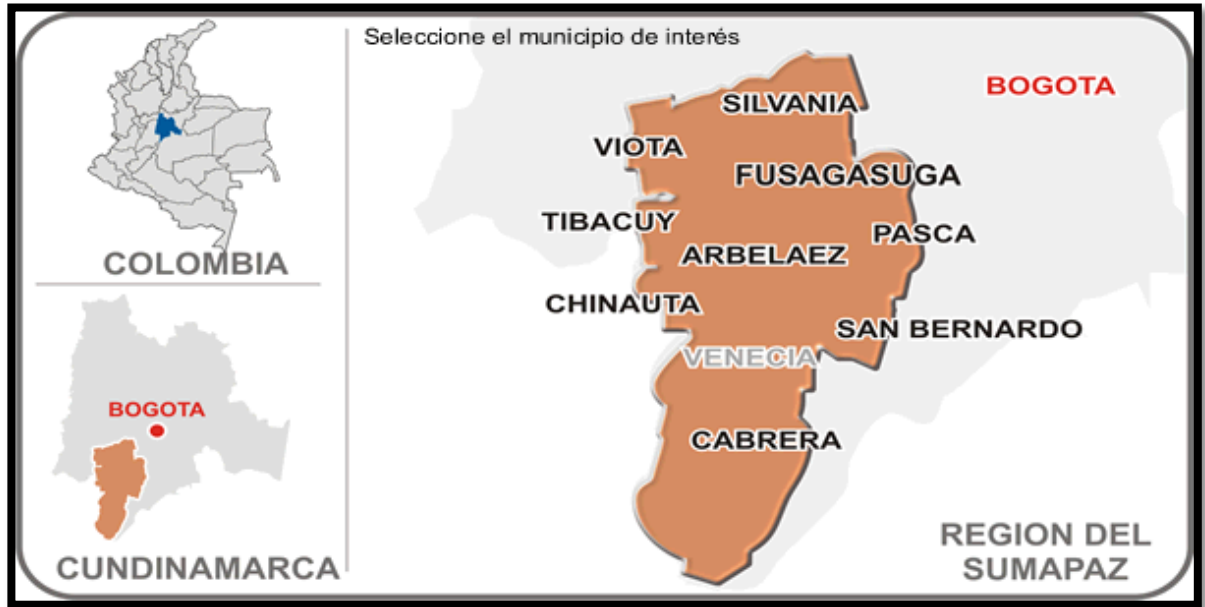 Seleccione el municipio de interés
COLOMBIA
BOGOTA
CUNDINAMARCA
BOGOTA
SILVANIA
VIOTA
FUSAGASUGA
TIBACUY
PASCA
ARBELAEZ
CHINAUTA
SAN BERNARDO
VENECIA
CABRERA
REGION DEL
SUMAPAZ